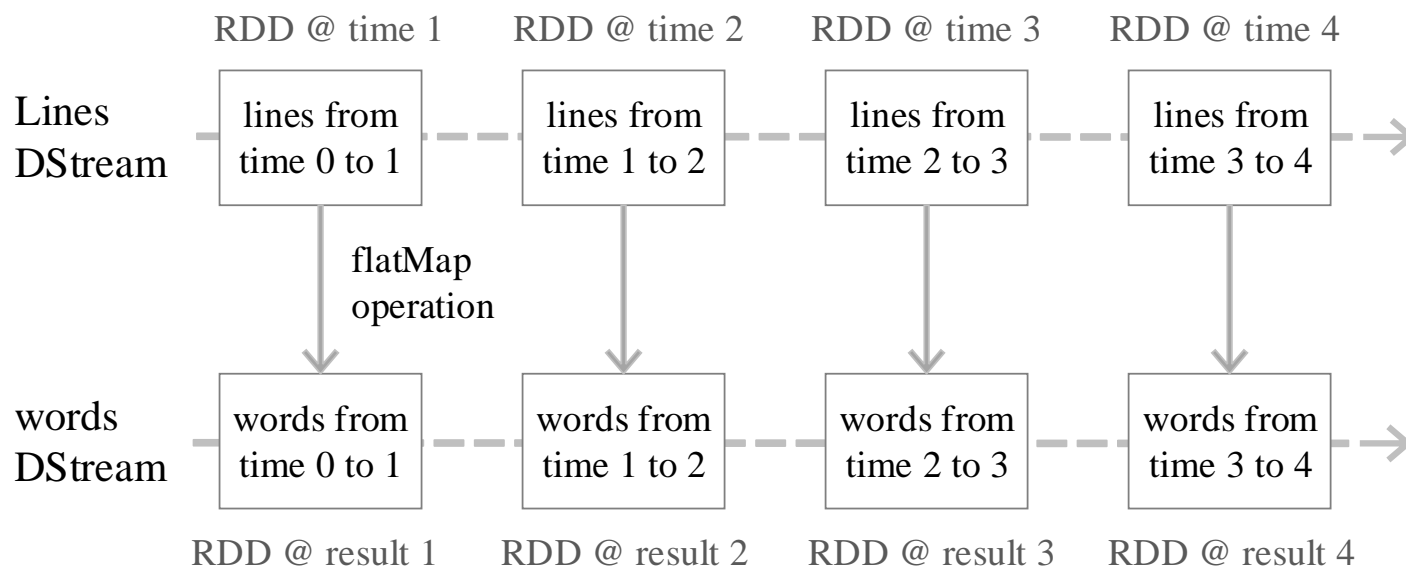 RDD @ time 1
RDD @ time 2
RDD @ time 3
RDD @ time 4
Lines
DStream
lines from
time 0 to 1
lines from
time 1 to 2
lines from
time 2 to 3
lines from
time 3 to 4
flatMap
operation
words
DStream
words from
time 0 to 1
words from
time 1 to 2
words from
time 2 to 3
words from
time 3 to 4
RDD @ result 1
RDD @ result 2
RDD @ result 3
RDD @ result 4